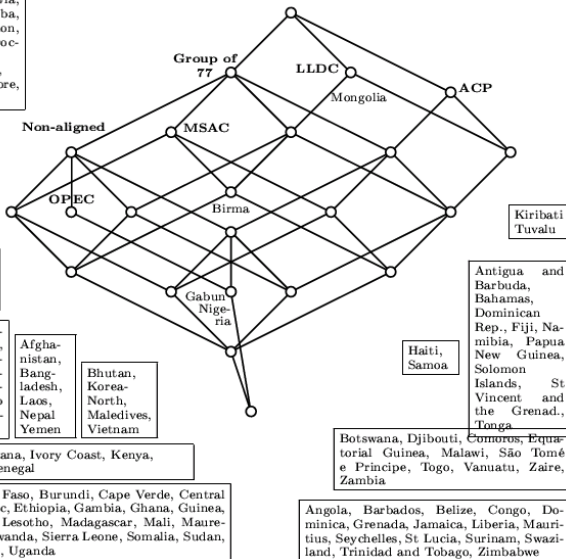 via,
ba,
on,
roc-
ore,
Group of
77
LLDC
Mongolia
ACP
Non-aligned
MSAC
OPEC
Birma
Kiribati
Tuvalu
Gabun
Nige-
ria
Antigua and
Barbuda,
Bahamas,
Dominican
Rep., Fiji, Na-
mibia, Papua
New Guinea,
Solomon
Islands, St
Vincent and
the Grenad.,
Tonga
Haiti,
Samoa
Afgha-
nistan,
Bang-
ladesh,
Laos,
Nepal
Yemen
Bhutan,
Korea-
North,
Maledives,
Vietnam
Botswana, Djibouti, Comoros, Equa-
torial Guinea, Malawi, São Tomé
e Principe, Togo, Vanuatu, Zaire,
Zambia
ana, Ivory Coast, Kenya,
enegal
Faso, Burundi, Cape Verde, Central
c, Ethiopia, Gambia, Ghana, Guinea,
Lesotho, Madagascar, Mali, Maure-
wanda, Sierra Leone, Somalia, Sudan,
, Uganda
Angola, Barbados, Belize, Congo, Do-
minica, Grenada, Jamaica, Liberia, Mauri-
tius, Seychelles, St Lucia, Surinam, Swazi-
land, Trinidad and Tobago, Zimbabwe